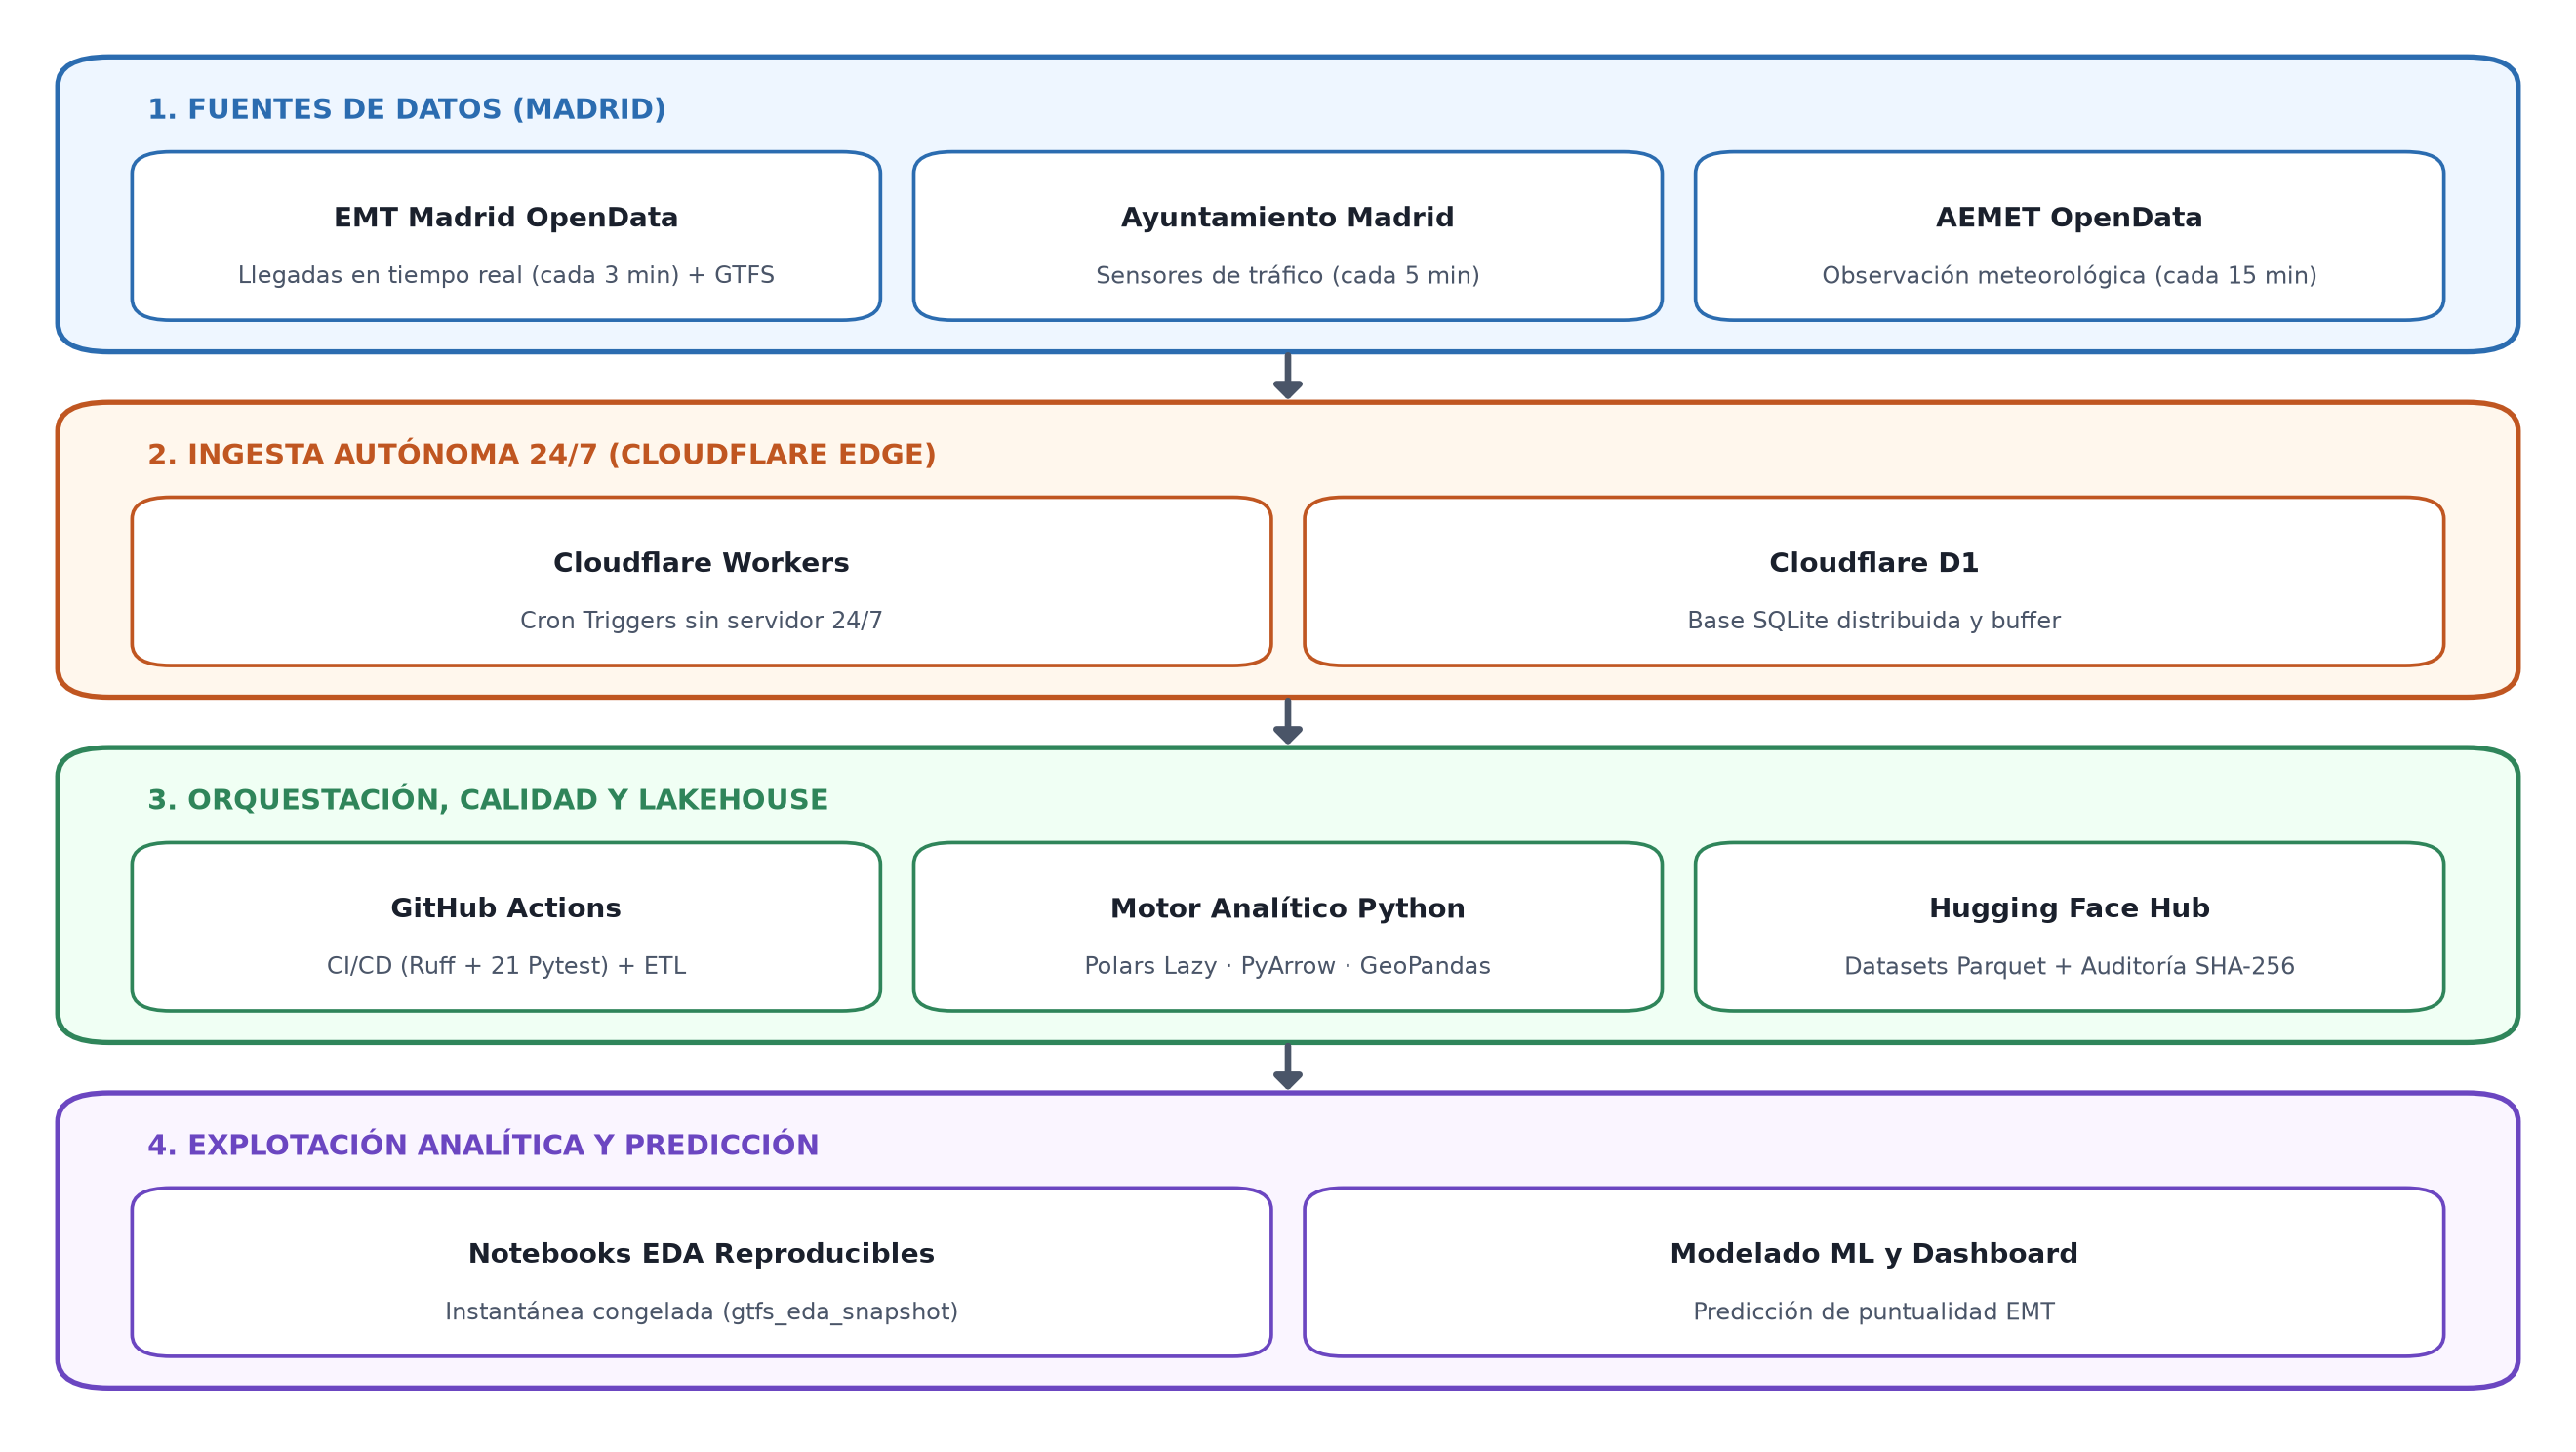 1. FUENTES DE DATOS (MADRID)
EMT Madrid OpenData
Llegadas en tiempo real (cada 3 min) + GTFS
Ayuntamiento Madrid
Sensores de tráfico (cada 5 min)
AEMET OpenData
Observación meteorológica (cada 15 min)
2. INGESTA AUTÓNOMA 24/7 (CLOUDFLARE EDGE)
Cloudflare Workers
Cron Triggers sin servidor 24/7
Cloudflare D1
Base SQLite distribuida y buffer
3. ORQUESTACIÓN, CALIDAD Y LAKEHOUSE
GitHub Actions
CI/CD (Ruff + 21 Pytest) + ETL
Motor Analítico Python
Polars Lazy · PyArrow · GeoPandas
Hugging Face Hub
Datasets Parquet + Auditoría SHA-256
4. EXPLOTACIÓN ANALÍTICA Y PREDICCIÓN
Notebooks EDA Reproducibles
Instantánea congelada (gtfs_eda_snapshot)
Modelado ML y Dashboard
Predicción de puntualidad EMT